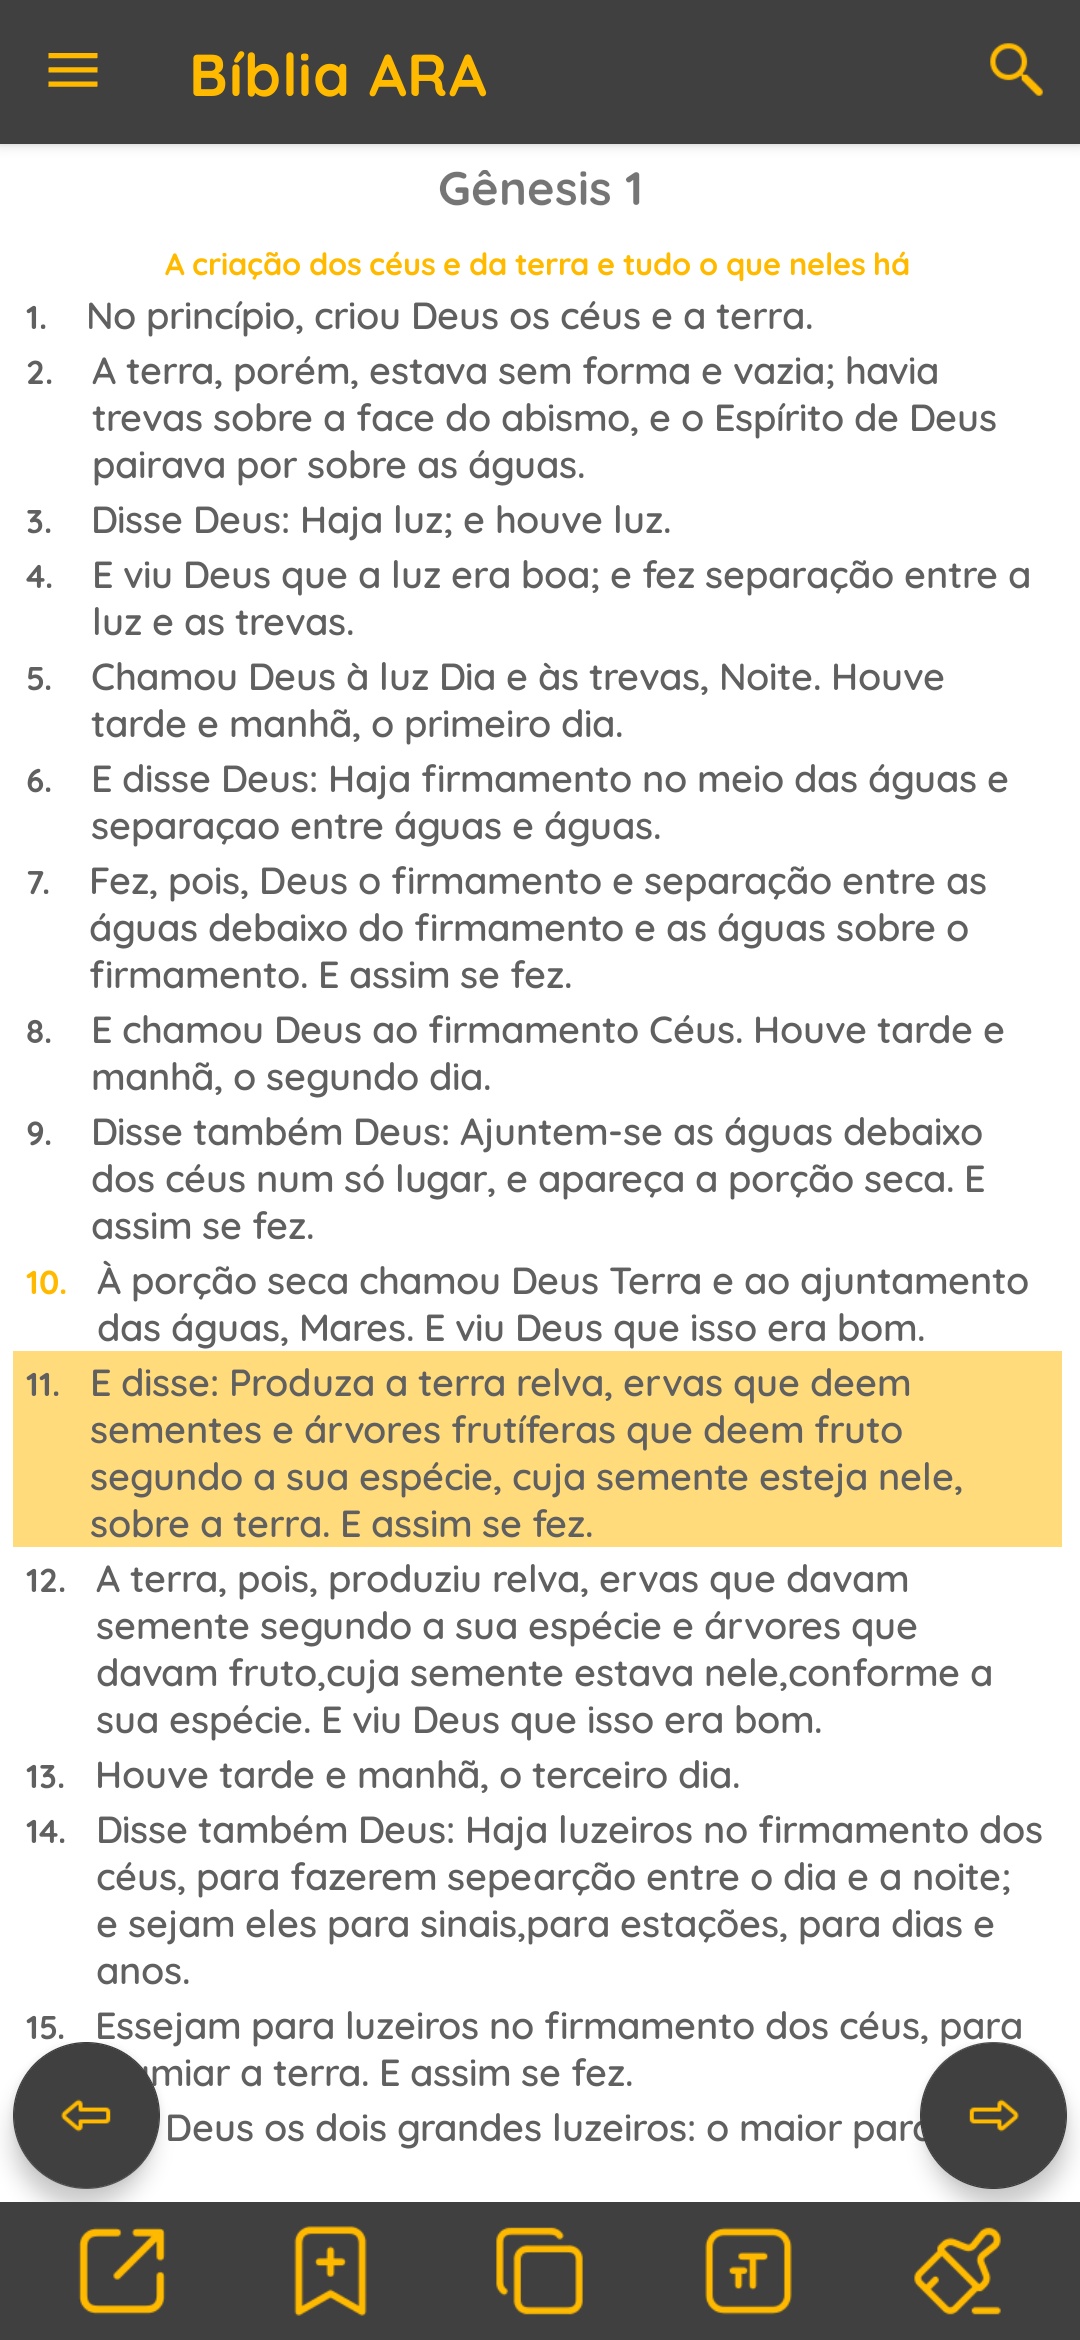 Bíblia ARA
Gênesis 1
A criação dos céus e da terra e tudo o que neles há
1. No princípio, criou Deus os céus e a terra.
2. A terra, porém, estava sem forma e vazia; havia
trevas sobre a face do abismo, e o Espírito de Deus
pairava por sobre as águas.
3. Disse Deus: Haja luz; e houve luz.
4. E viu Deus que a luz era boa; e fez separação entre a
luz e as trevas.
5. Chamou Deus à luz Dia e às trevas, Noite. Houve
tarde e manhã, o primeiro dia.
6. E disse Deus: Haja firmamento no meio das águas e
separaçao entre águas e águas.
7. Fez, pois, Deus o firmamento e separação entre as
águas debaixo do firmamento e as águas sobre o
firmamento. E assim se fez.
8. E chamou Deus ao firmamento Céus. Houve tarde e
manhã, o segundo dia.
9. Disse também Deus: Ajuntem-se as águas debaixo
dos céus num só lugar, e apareça a porção seca. E
assim se fez.
10. À porção seca chamou Deus Terra e ao ajuntamento
das águas, Mares. E viu Deus que isso era bom.
11. E disse: Produza a terra relva, ervas que deem
sementes e árvores frutíferas que deem fruto
segundo a sua espécie, cuja semente esteja nele,
sobre a terra. E assim se fez.
12. A terra, pois, produziu relva, ervas que davam
semente segundo a sua espécie e árvores que
davam fruto,cuja semente estava nele,conforme a
sua espécie. E viu Deus que isso era bom.
13. Houve tarde e manhã, o terceiro dia.
14. Disse também Deus: Haja luzeiros no firmamento dos
céus, para fazerem sepearção entre o dia e a noite;
e sejam eles para sinais,para estações, para dias e
anos.
15. Essejam para luzeiros no firmamento dos céus, para
a terra. E assim se fez.
Deus os dois grandes luzeiros: o maior
tT